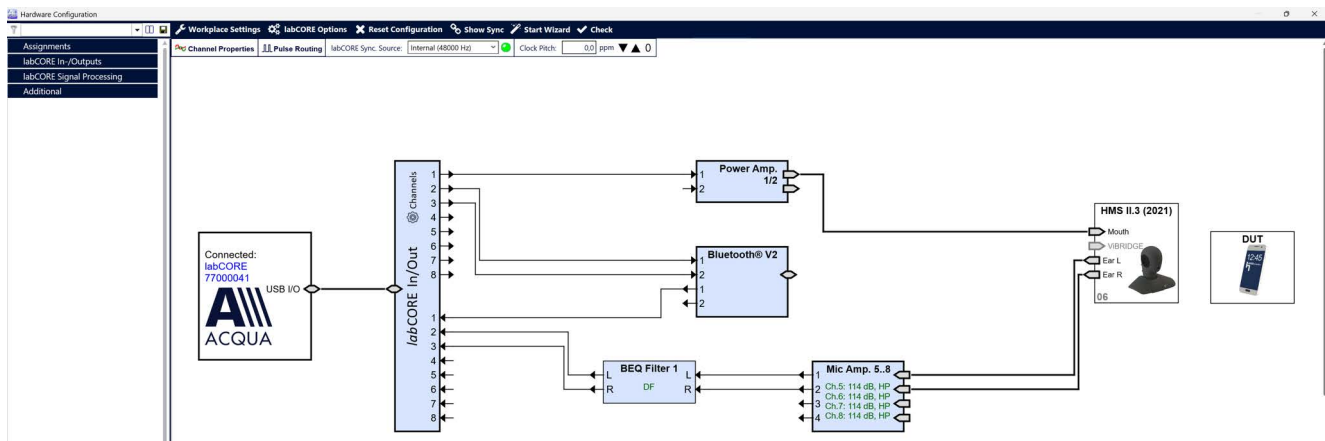 Hardware Configuration
Workplace Settings labCORE Options Reset Configuration Show Sync Start Wizard Check
Assignments
labCORE In-/Outputs
labCORE Signal Processing
Additional
Channel Properties Pulse Routing labCORE Sync. Source: Internal (48000 Hz) Clock Pitch: 0,0 ppm 0
Connected:
labCORE
77000041
USB I/O
ACQUA
labCORE In/Out
Channels
1
2
3
4
5
6
7
8
1
2
3
4
5
6
7
8
Power Amp.
1/2
1
2
Bluetooth® V2
1
2
1
2
BEQ Filter 1
L L
DF
R R
Mic Amp. 5..8
1
2 Ch.5: 114 dB, HP
Ch.6: 114 dB, HP
3 Ch.7: 114 dB, HP
4 Ch.8: 114 dB, HP
HMS II.3 (2021)
Mouth
ViBRIDGE
Ear L
Ear R
06
DUT
12:45